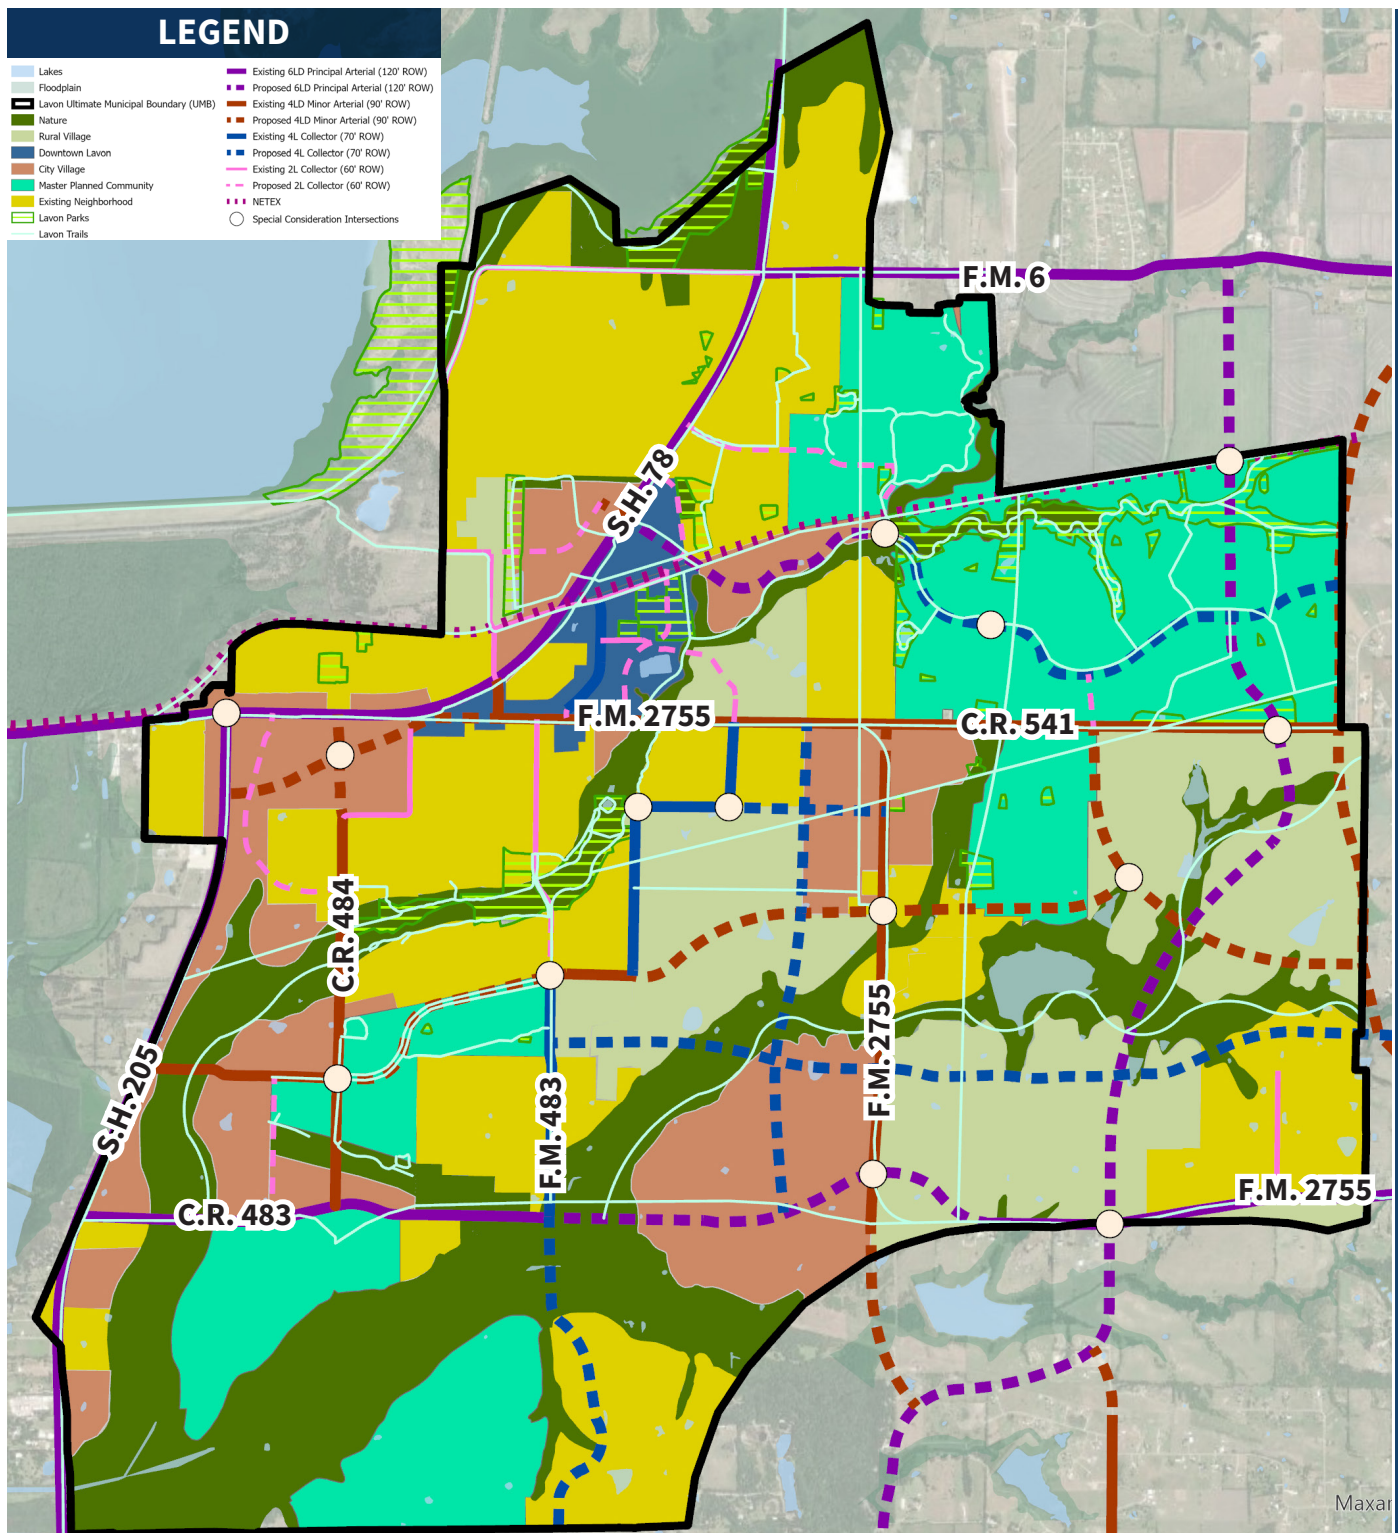 LEGEND
Lakes
Floodplain
Lavon Ultimate Municipal Boundary (UMB)
Nature
Rural Village
Downtown Lavon
City Village
Master Planned Community
Existing Neighborhood
Lavon Parks
Lavon Trails
Existing 6LD Principal Arterial (120' ROW)
Proposed 6LD Principal Arterial (120' ROW)
Existing 4LD Minor Arterial (90' ROW)
Proposed 4LD Minor Arterial (90' ROW)
Existing 4L Collector (70' ROW)
Proposed 4L Collector (70' ROW)
Existing 2L Collector (60' ROW)
Proposed 2L Collector (60' ROW)
NETEX
Special Consideration Intersections
F.M. 6
S.H. 78
F.M. 2755
C.R. 541
C.R. 484
F.M. 2755
S.H. 205
F.M. 483
F.M. 2755
C.R. 483
Maxar